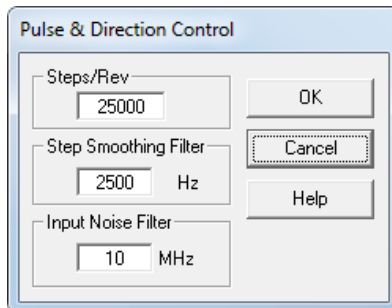 Pulse & Direction Control
Steps/Rev
25000
OK
Step Smoothing Filter
2500 Hz
Cancel
Help
Input Noise Filter
10 MHz